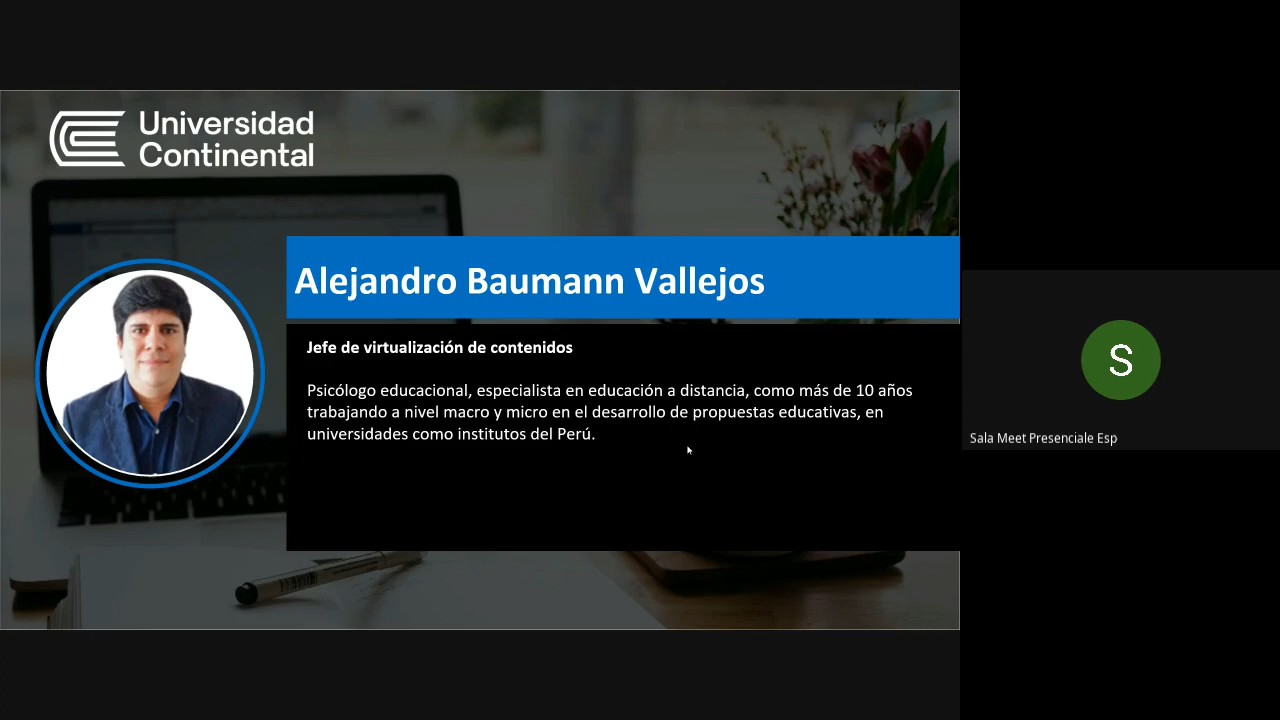 Universidad
Continental
Alejandro Baumann Vallejos
Jefe de virtualización de contenidos
Psicólogo educacional, especialista en educación a distancia, como más de 10 años
trabajando a nivel macro y micro en el desarrollo de propuestas educativas, en
universidades como institutos del Perú.
S
Sala Meet Presenciale Esp